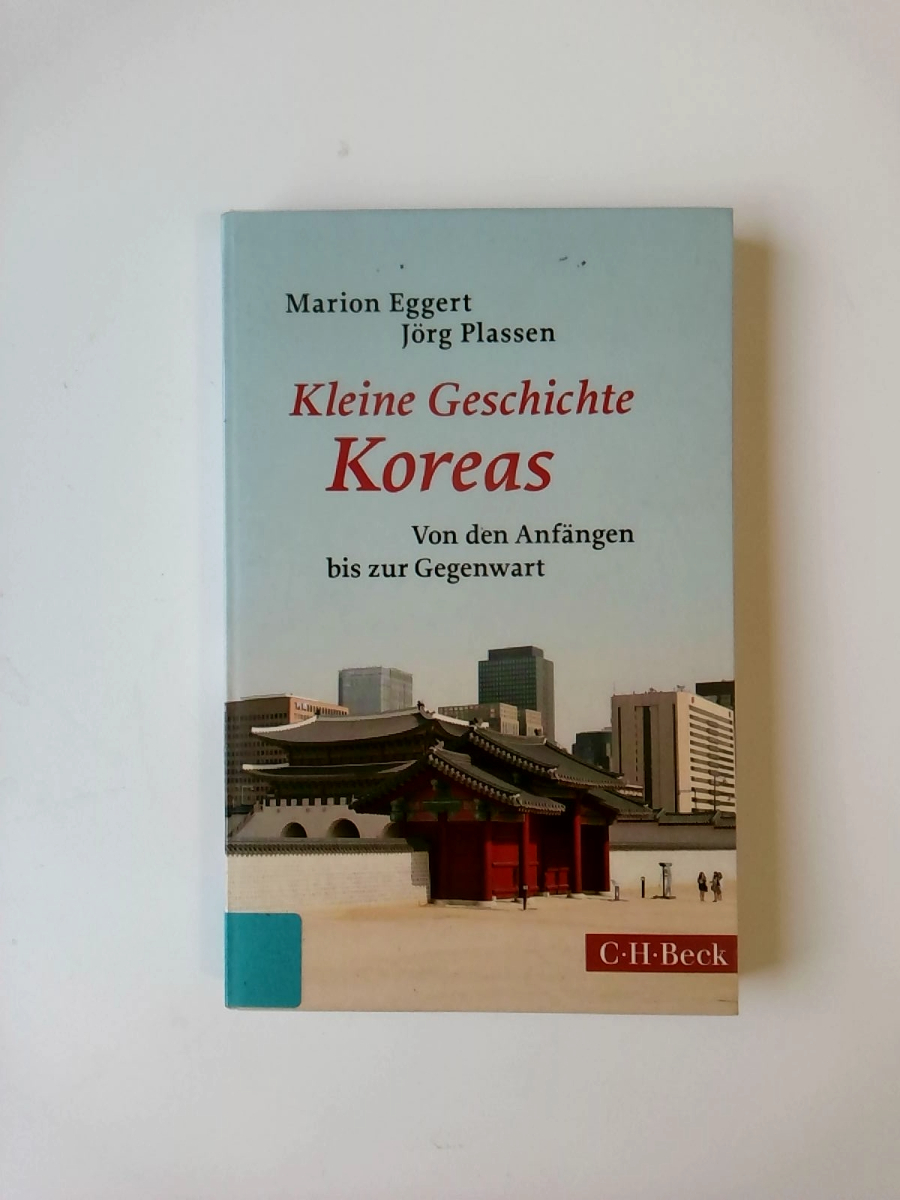 Marion Eggert
Jörg Plassen
Kleine Geschichte
Koreas
Von den Anfängen
bis zur Gegenwart
C·H·Beck